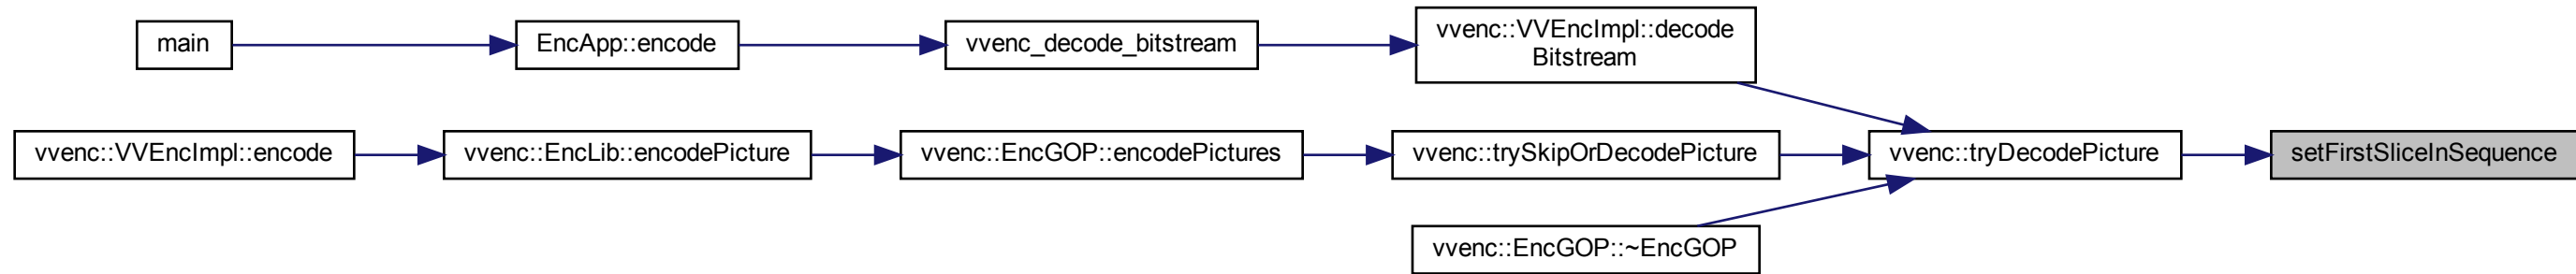 main
EncApp::encode
vvenc_decode_bitstream
vvenc::VVEncImpl::decode
Bitstream
vvenc::VVEncImpl::encode
vvenc::EncLib::encodePicture
vvenc::EncGOP::encodePictures
vvenc::trySkipOrDecodePicture
vvenc::tryDecodePicture
setFirstSliceInSequence
vvenc::EncGOP::~EncGOP